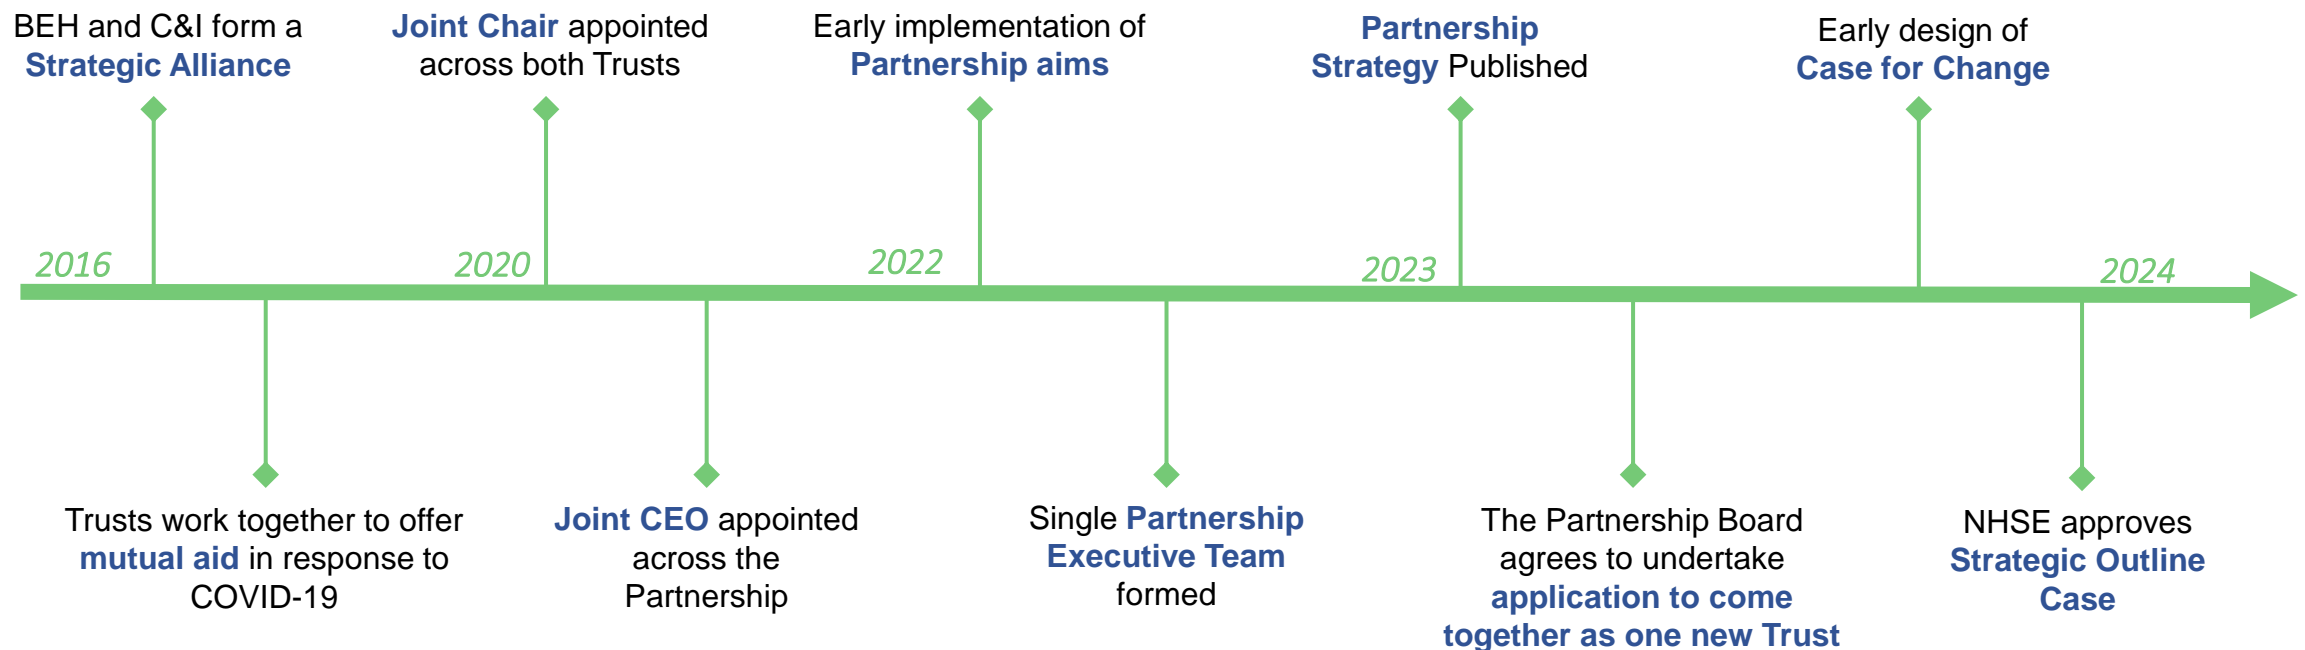 BEH and C&I form a
Strategic Alliance
Joint Chair appointed
across both Trusts
Early implementation of
Partnership aims
Partnership
Strategy Published
Early design of
Case for Change
2016
2020
2022
2023
2024
Trusts work together to offer
mutual aid in response to
COVID-19
Joint CEO appointed
across the
Partnership
Single Partnership
Executive Team
formed
The Partnership Board
agrees to undertake
application to come
together as one new Trust
NHSE approves
Strategic Outline
Case